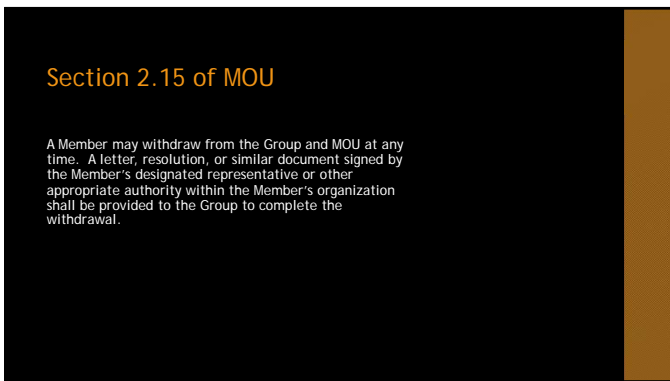 Section 2.15 of MOU
A Member may withdraw from the Group and MOU at any
time.  A letter, resolution, or similar document signed by
the Member’s designated representative or other
appropriate authority within the Member’s organization
shall be provided to the Group to complete the
withdrawal.